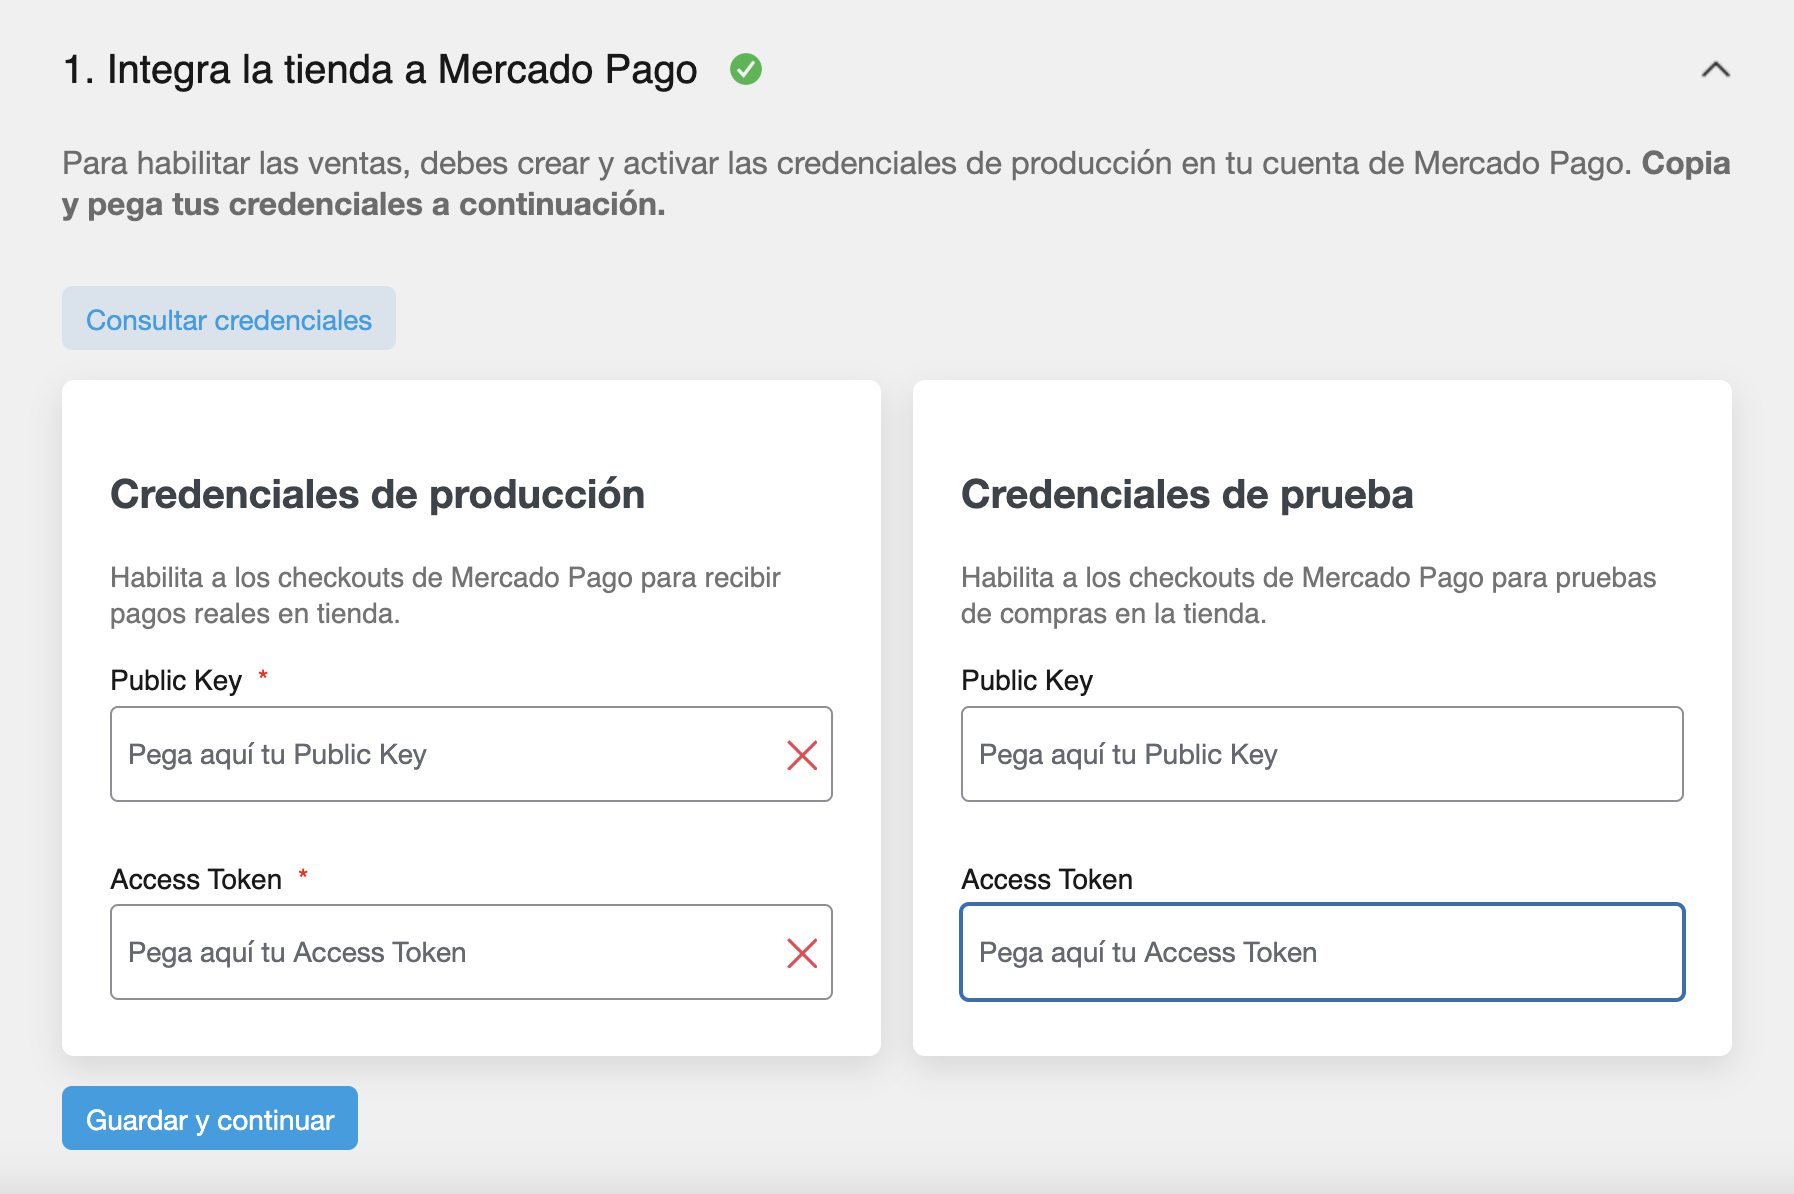 1. Integra la tienda a Mercado Pago
Para habilitar las ventas, debes crear y activar las credenciales de producción en tu cuenta de Mercado Pago. Copia
y pega tus credenciales a continuación.
Consultar credenciales
Credenciales de producción
Habilita a los checkouts de Mercado Pago para recibir
pagos reales en tienda.
Public Key *
Pega aquí tu Public Key
Access Token *
Pega aquí tu Access Token
Credenciales de prueba
Habilita a los checkouts de Mercado Pago para pruebas
de compras en la tienda.
Public Key
Pega aquí tu Public Key
Access Token
Pega aquí tu Access Token
Guardar y continuar